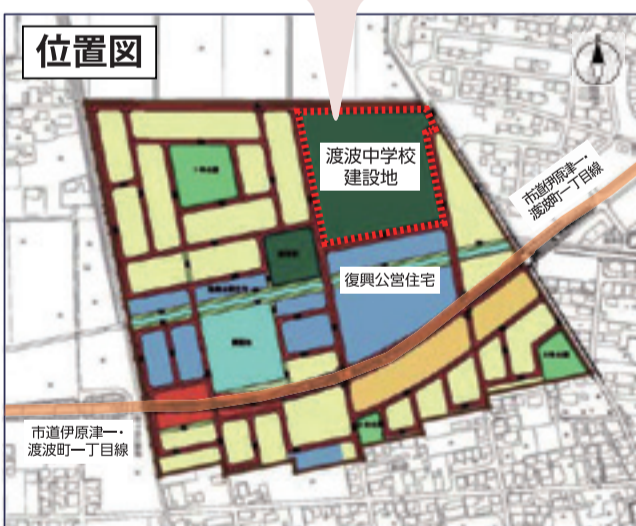 位置図
渡波中学校
建設地
市道伊原津一・
渡波町一丁目線
復興公営住宅
市道伊原津一・
渡波町一丁目線